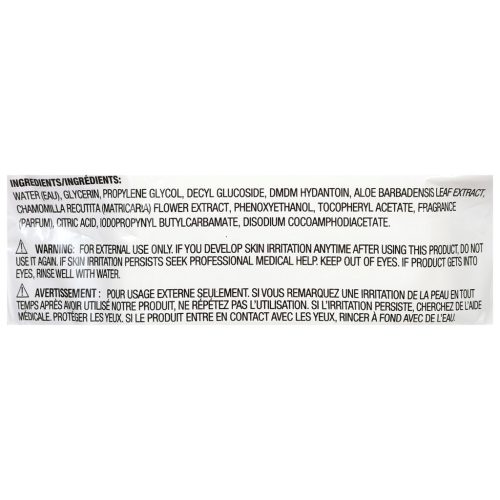 INGREDIENTS/INGRÉDIENTS:
WATER (EAU), GLYCERIN, PROPYLENE GLYCOL, DECYL GLUCOSIDE, DMDM HYDANTOIN, ALOE BARBADENSIS LEAF EXTRACT,
CHAMOMILLA RECUTITA (MATRICARIA) FLOWER EXTRACT, PHENOXYETHANOL, TOCOPHERYL ACETATE, FRAGRANCE
(PARFUM), CITRIC ACID, IODOPROPYNYL BUTYLCARBAMATE, DISODIUM COCOAMPHODIACETATE.
WARNING: FOR EXTERNAL USE ONLY. IF YOU DEVELOP SKIN IRRITATION ANYTIME AFTER USING THIS PRODUCT, DO NOT
USE IT AGAIN. IF SKIN IRRITATION PERSISTS SEEK PROFESSIONAL MEDICAL HELP. KEEP OUT OF EYES. IF PRODUCT GETS INTO
EYES, RINSE WELL WITH WATER.
AVERTISSEMENT : POUR USAGE EXTERNE SEULEMENT. SI VOUS REMARQUEZ UNE IRRITATION DE LA PEAU EN TOUT
TEMPS APRÈS AVOIR UTILISÉ NOTRE PRODUIT, NE RÉPÉTEZ PAS L'UTILISATION. SI L'IRRITATION PERSISTE, CHERCHEZ DE L'AIDE
MÉDICALE. PROTÉGER LES YEUX. SI LE PRODUIT ENTRE EN CONTACT AVEC LES YEUX, RINCER À FOND AVEC DE L'EAU.